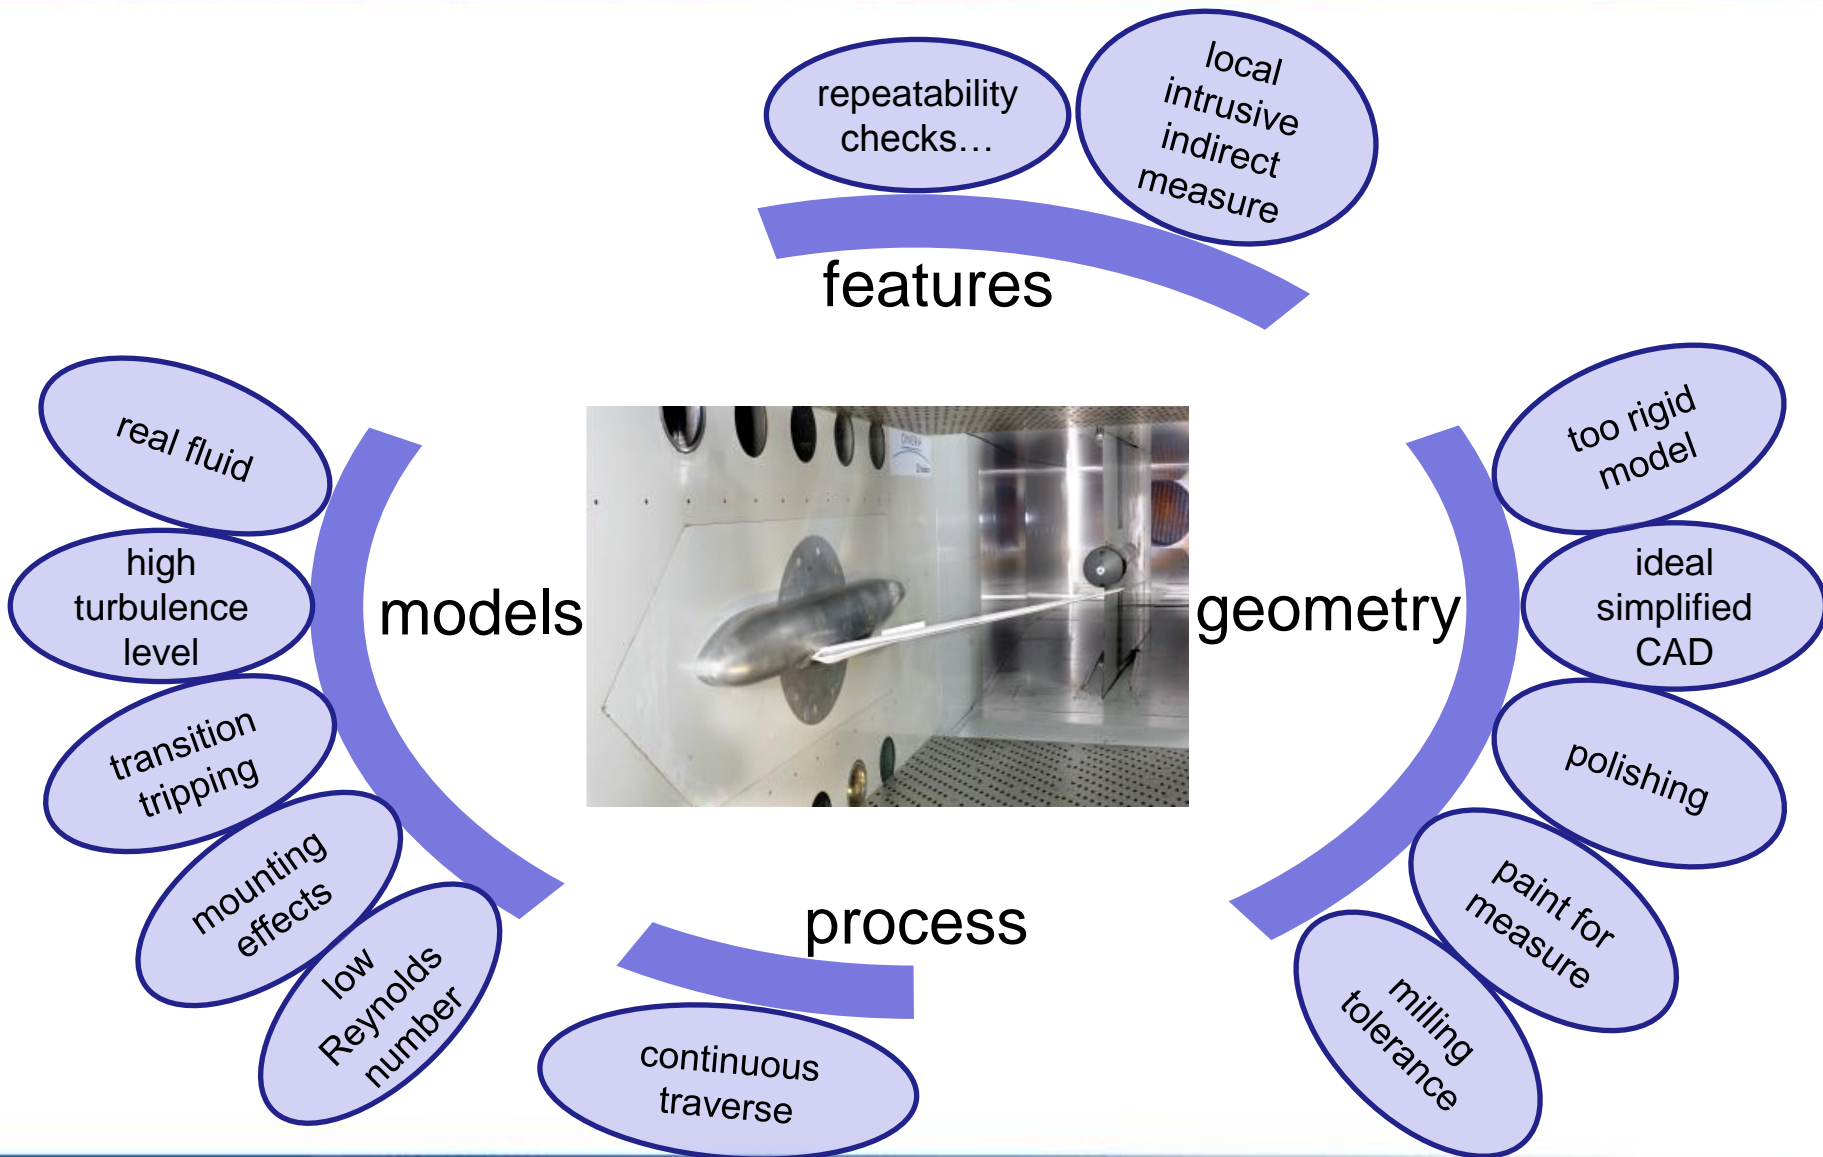 repeatability
checks…
local
intrusive
indirect
measure
features
real fluid
high
turbulence
level
transition
tripping
mounting
effects
low
Reynolds
number
models
ONERA
geometry
too rigid
model
ideal
simplified
CAD
polishing
paint for
measure
milling
tolerance
process
continuous
traverse